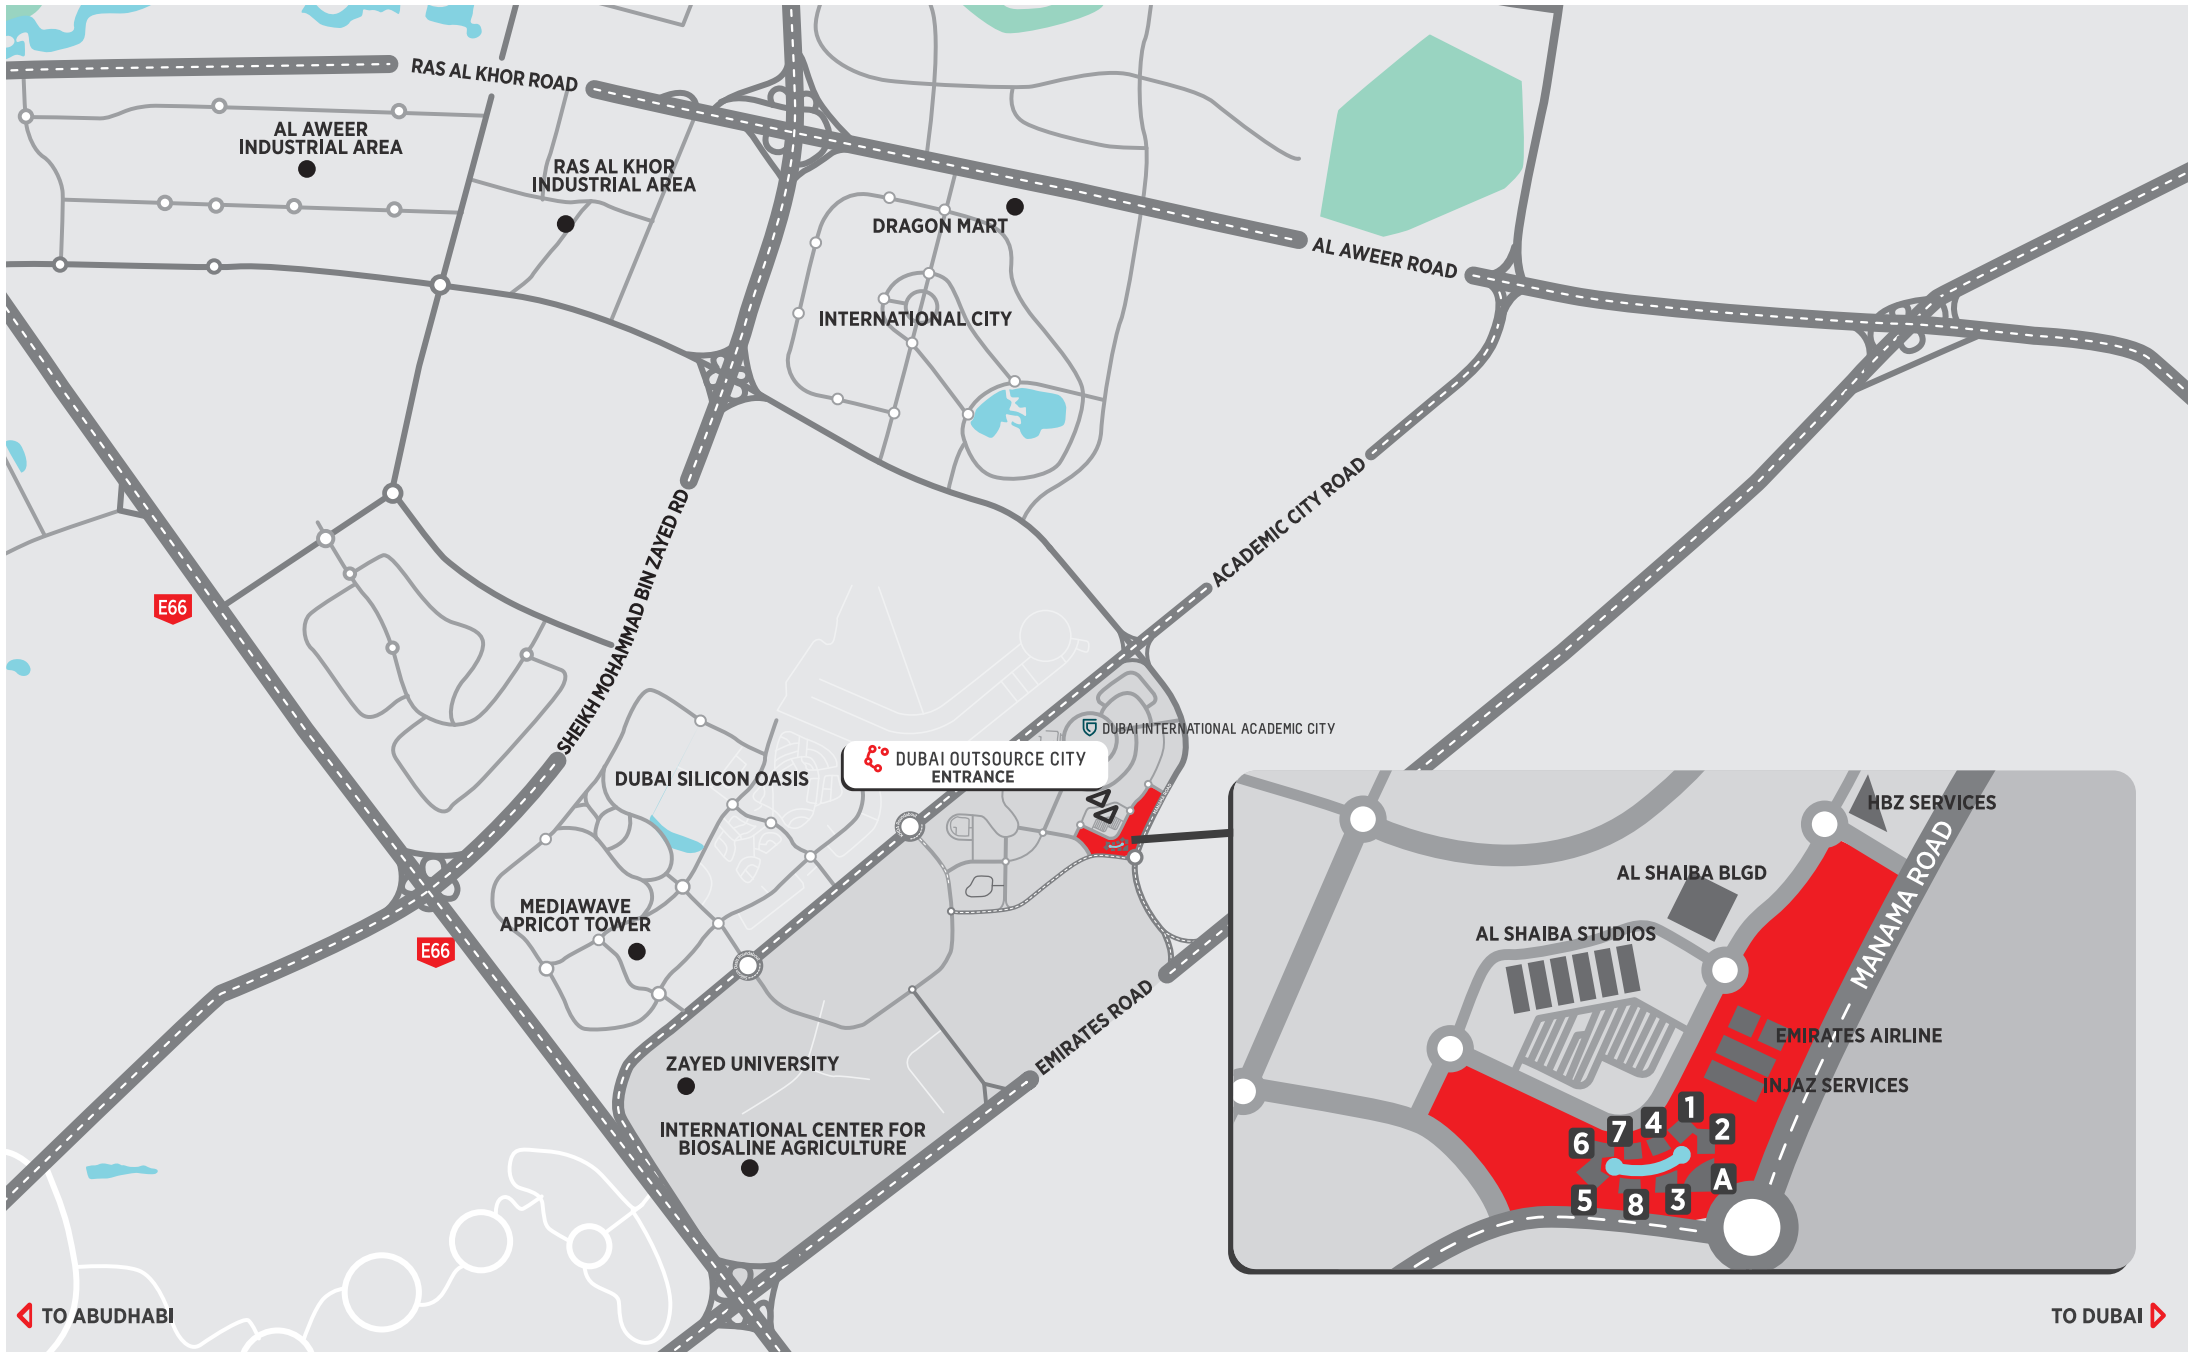 RAS AL KHOR ROAD
AL AWEER
INDUSTRIAL AREA
RAS AL KHOR
INDUSTRIAL AREA
DRAGON MART
AL AWEER ROAD
INTERNATIONAL CITY
ACADEMIC CITY ROAD
SHEIKH MOHAMMAD BIN ZAYED RD
E66
DUBAI INTERNATIONAL ACADEMIC CITY
DUBAI OUTSOURCE CITY
ENTRANCE
DUBAI SILICON OASIS
MEDIAWAVE
APRICOT TOWER
E66
EMIRATES ROAD
ZAYED UNIVERSITY
INTERNATIONAL CENTER FOR
BIOSALINE AGRICULTURE
HBZ SERVICES
MANAMA ROAD
AL SHAIBA BLGD
AL SHAIBA STUDIOS
EMIRATES AIRLINE
INJAZ SERVICES
1
4
2
7
6
A
3
5
8
TO ABUDHABI
TO DUBAI